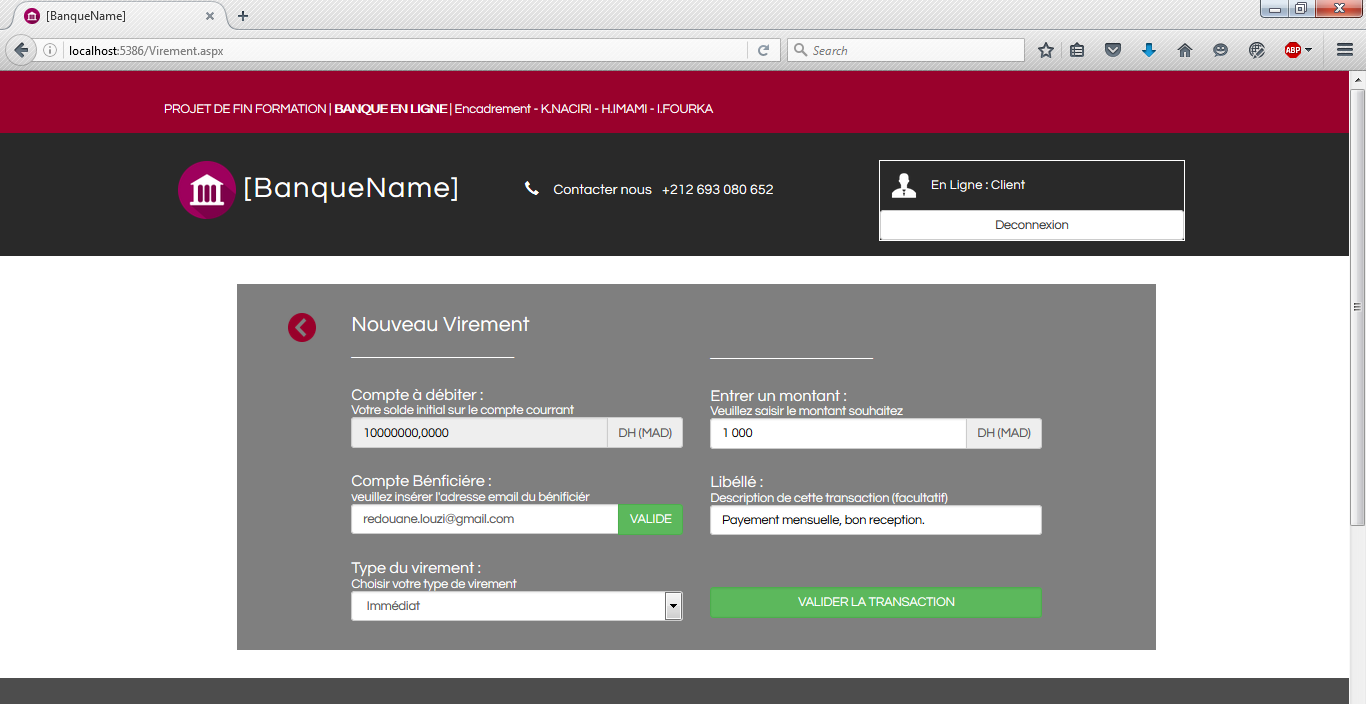 [BanqueName]
localhost:5386/Virement.aspx
Search
ABP
PROJET DE FIN FORMATION | BANQUE EN LIGNE | Encadrement - K.NACIRI - H.IMAMI - I.FOURKA
[BanqueName]
Contacter nous +212 693 080 652
En Ligne : Client
Deconnexion
Nouveau Virement
Compte à débiter :
Votre solde initial sur le compte courrant
10000000,0000 DH (MAD)
Entrer un montant :
Veuillez saisir le montant souhaitez
1 000 DH (MAD)
Compte Bénficiére :
veuillez insérer l'adresse email du bénificiér
redouane.louzi@gmail.com VALIDE
Libéllé :
Description de cette transaction (facultatif)
Payement mensuelle, bon reception.
Type du virement :
Choisir votre type de virement
Immédiat
VALIDER LA TRANSACTION